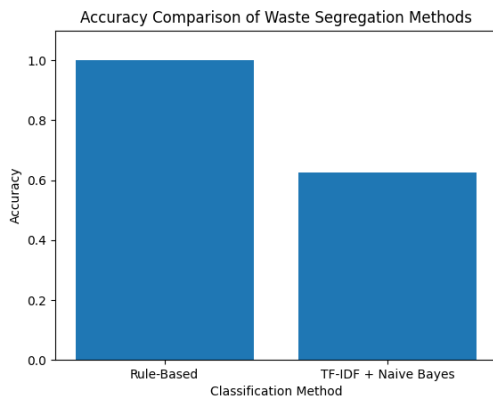 Accuracy Comparison of Waste Segregation Methods
1.0
0.8
0.6
0.4
0.2
0.0
Accuracy
Rule-Based
TF-IDF + Naive Bayes
Classification Method